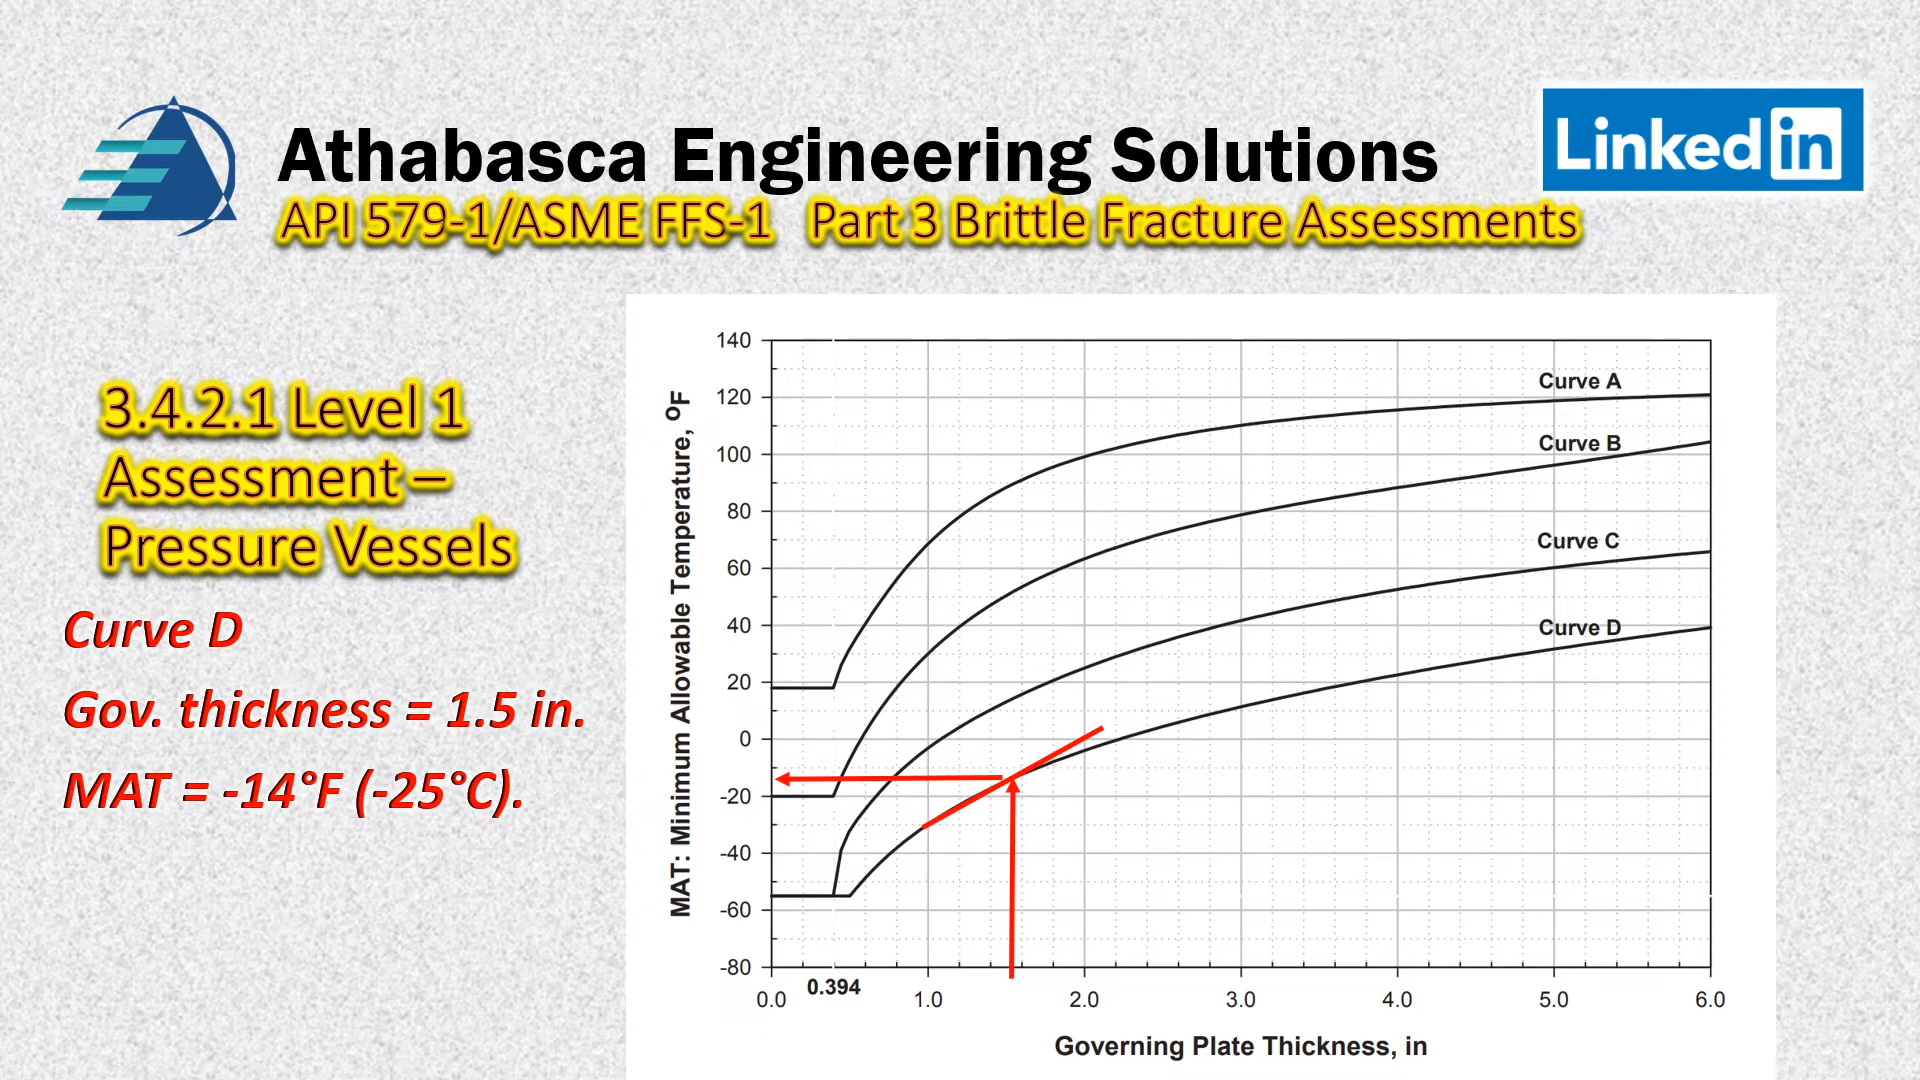 Athabasca Engineering Solutions
Linked in
API 579-1/ASME FFS-1   Part 3 Brittle Fracture Assessments
3.4.2.1 Level 1
Assessment –
Pressure Vessels
Curve D
Gov. thickness = 1.5 in.
MAT = -14°F (-25°C).
MAT: Minimum Allowable Temperature, °F
140
120
100
80
60
40
20
0
-20
-40
-60
-80
Curve A
Curve B
Curve C
Curve D
0.394
0.0 1.0 2.0 3.0 4.0 5.0 6.0
Governing Plate Thickness, in